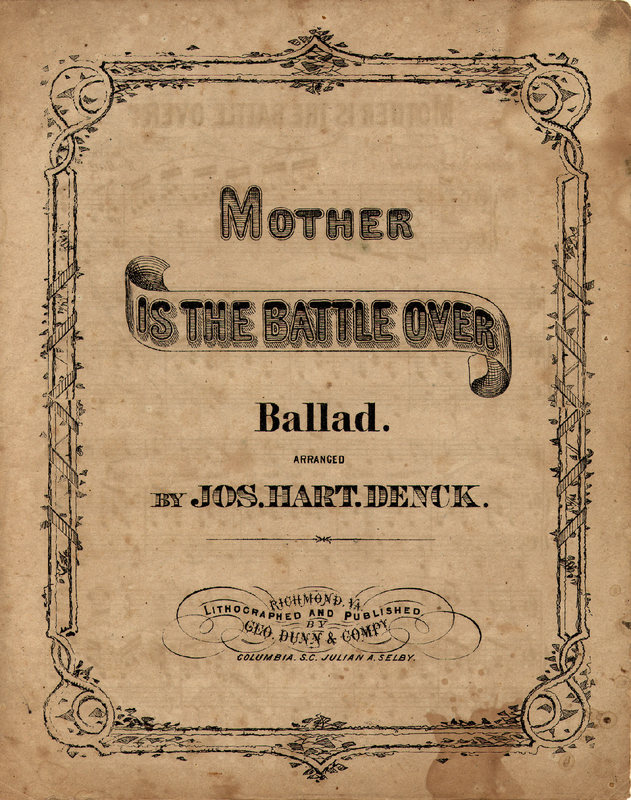 MOTHER
IS THE BATTLE OVER
Ballad.
ARRANGED
BY JOS. HART. DENCK.
RICHMOND, VA.
LITHOGRAPHED AND PUBLISHED.
BY
GEO. DUNN & COMPY
COLUMBIA. S.C. JULIAN A. SELBY.